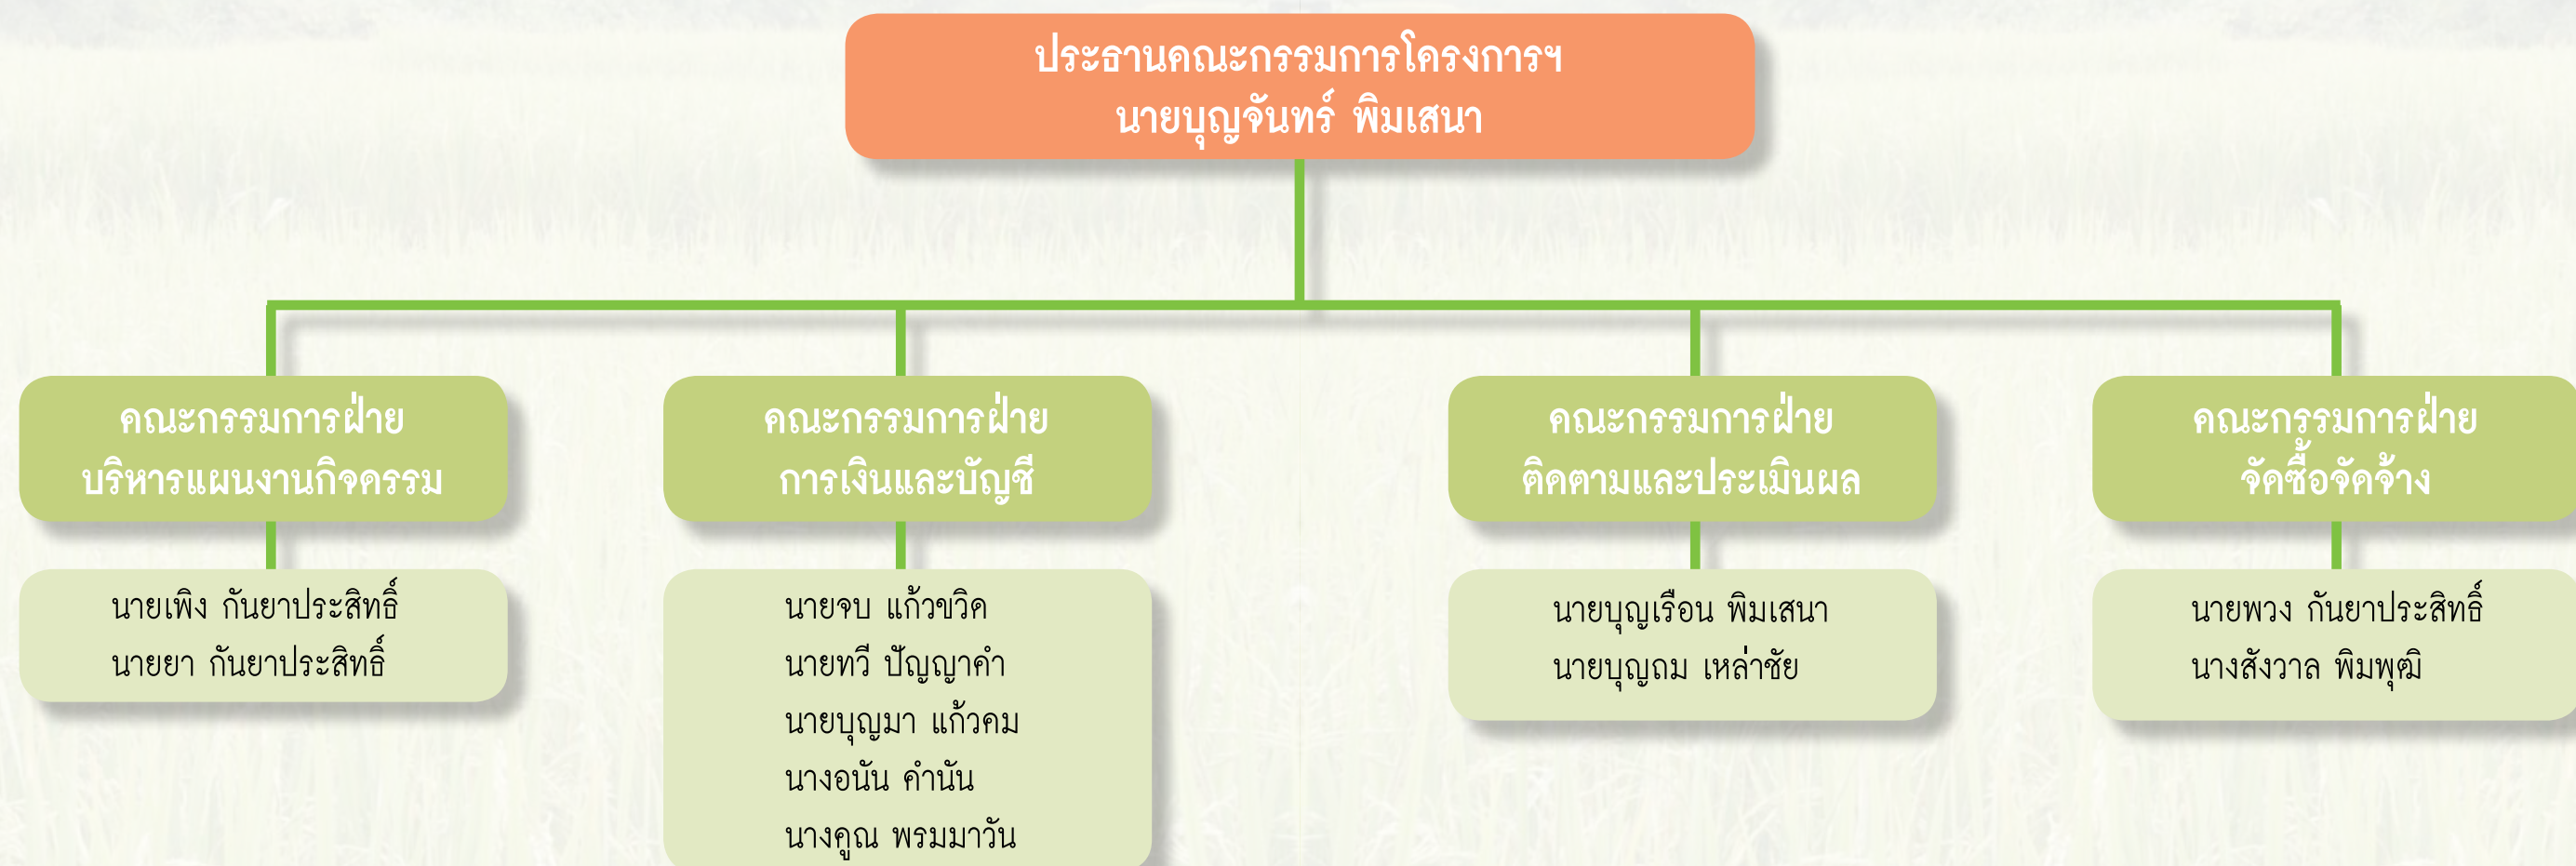 ประธานคณะกรรมการโครงการฯ
นายบุญจันทร์ พิมเสนา
คณะกรรมการฝ่าย
บริหารแผนงานกิจกรรม
นายเพิง กันยาประสิทธิ์
นายยา กันยาประสิทธิ์
คณะกรรมการฝ่าย
การเงินและบัญชี
นายจบ แก้วขวิด
นายทวี ปัญญาคำ
นายบุญมา แก้วคม
นางอนัน คำนัน
นางคูณ พรมมาวัน
คณะกรรมการฝ่าย
ติดตามและประเมินผล
นายบุญเรือน พิมเสนา
นายบุญถม เหล่าชัย
คณะกรรมการฝ่าย
จัดซื้อจัดจ้าง
นายพวง กันยาประสิทธิ์
นางสังวาล พิมพุฒิ